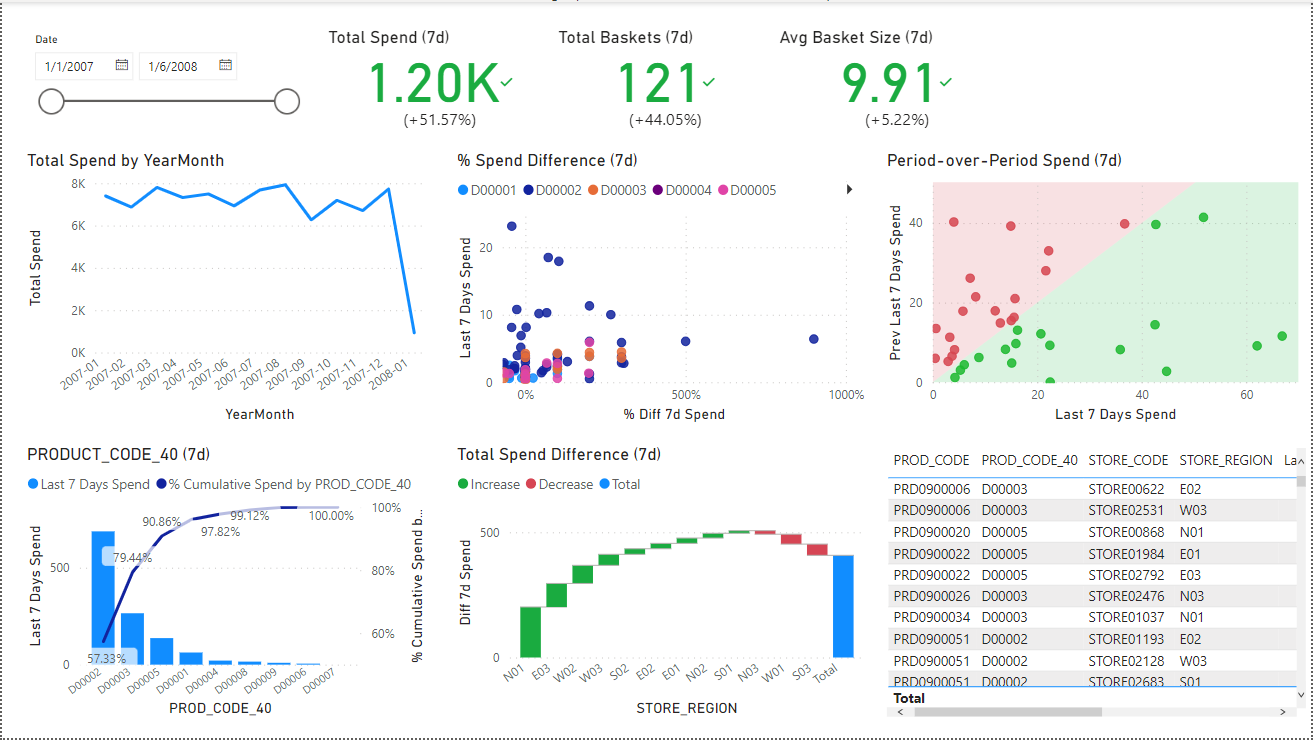 Date
1/1/2007
1/6/2008
Total Spend (7d)
1.20K
(+51.57%)
Total Baskets (7d)
121
(+44.05%)
Avg Basket Size (7d)
9.91
(+5.22%)
Total Spend by YearMonth
Total Spend
8K
6K
4K
2K
0K
2007-01
2007-02
2007-03
2007-04
2007-05
2007-06
2007-07
2007-08
2007-09
2007-10
2007-11
2007-12
2008-01
YearMonth
% Spend Difference (7d)
D00001 D00002 D00003 D00004 D00005
Last 7 Days Spend
20
10
0
0% 500% 1000%
% Diff 7d Spend
Period-over-Period Spend (7d)
Prev Last 7 Days Spend
40
20
0
0 20 40 60
Last 7 Days Spend
PRODUCT_CODE_40 (7d)
Last 7 Days Spend % Cumulative Spend by PROD_CODE_40
Last 7 Days Spend
500
0
57.33%
79.44%
90.86%
97.82%
99.12%
100.00%
100%
80%
60%
% Cumulative Spend b...
D00002
D00003
D00005
D00001
D00004
D00008
D00009
D00006
D00007
PROD_CODE_40
Total Spend Difference (7d)
Increase Decrease Total
Diff 7d Spend
500
0
N01
E03
W02
W03
S02
E02
E01
N02
S01
N03
W01
S03
Total
STORE_REGION
PROD_CODE PROD_CODE_40 STORE_CODE STORE_REGION La
PRD0900006 D00003 STORE00622 E02
PRD0900006 D00003 STORE02531 W03
PRD0900020 D00005 STORE00868 N01
PRD0900022 D00005 STORE01984 E01
PRD0900022 D00005 STORE02792 E03
PRD0900026 D00003 STORE02476 N03
PRD0900034 D00003 STORE01037 N01
PRD0900051 D00002 STORE01193 E02
PRD0900051 D00002 STORE02128 W03
PRD0900051 D00002 STORE02683 S01
Total